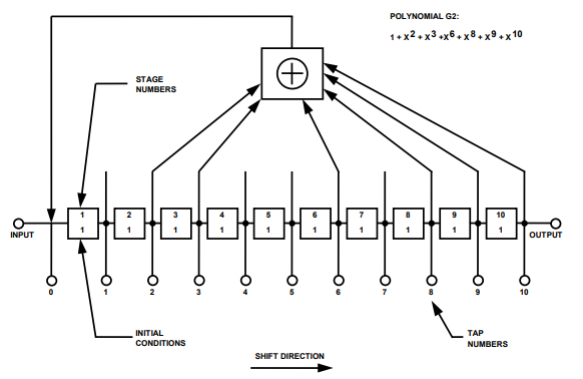 POLYNOMIAL G2:
1 + X2 + X3 +X6 + X8 + X9 + X10
STAGE
NUMBERS
1 2 3 4 5 6 7 8 9 10
1 1 1 1 1 1 1 1 1 1
INPUT
OUTPUT
0 1 2 3 4 5 6 7 8 9 10
INITIAL
CONDITIONS
TAP
NUMBERS
SHIFT DIRECTION